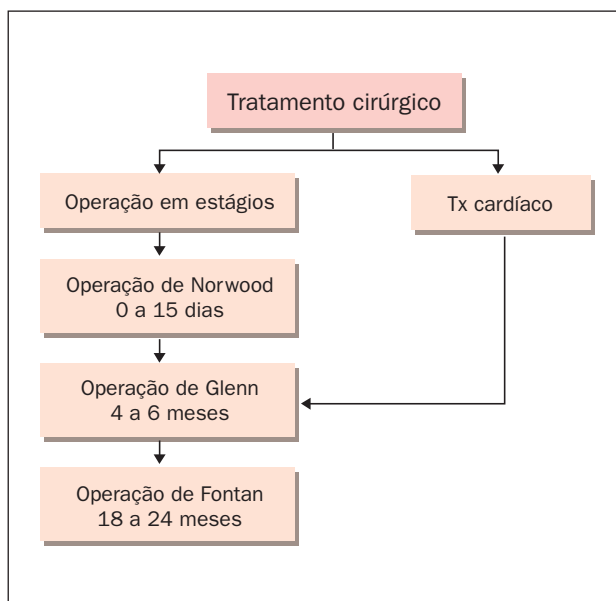 Tratamento cirúrgico
Operação em estágios
Tx cardíaco
Operação de Norwood
0 a 15 dias
Operação de Glenn
4 a 6 meses
Operação de Fontan
18 a 24 meses